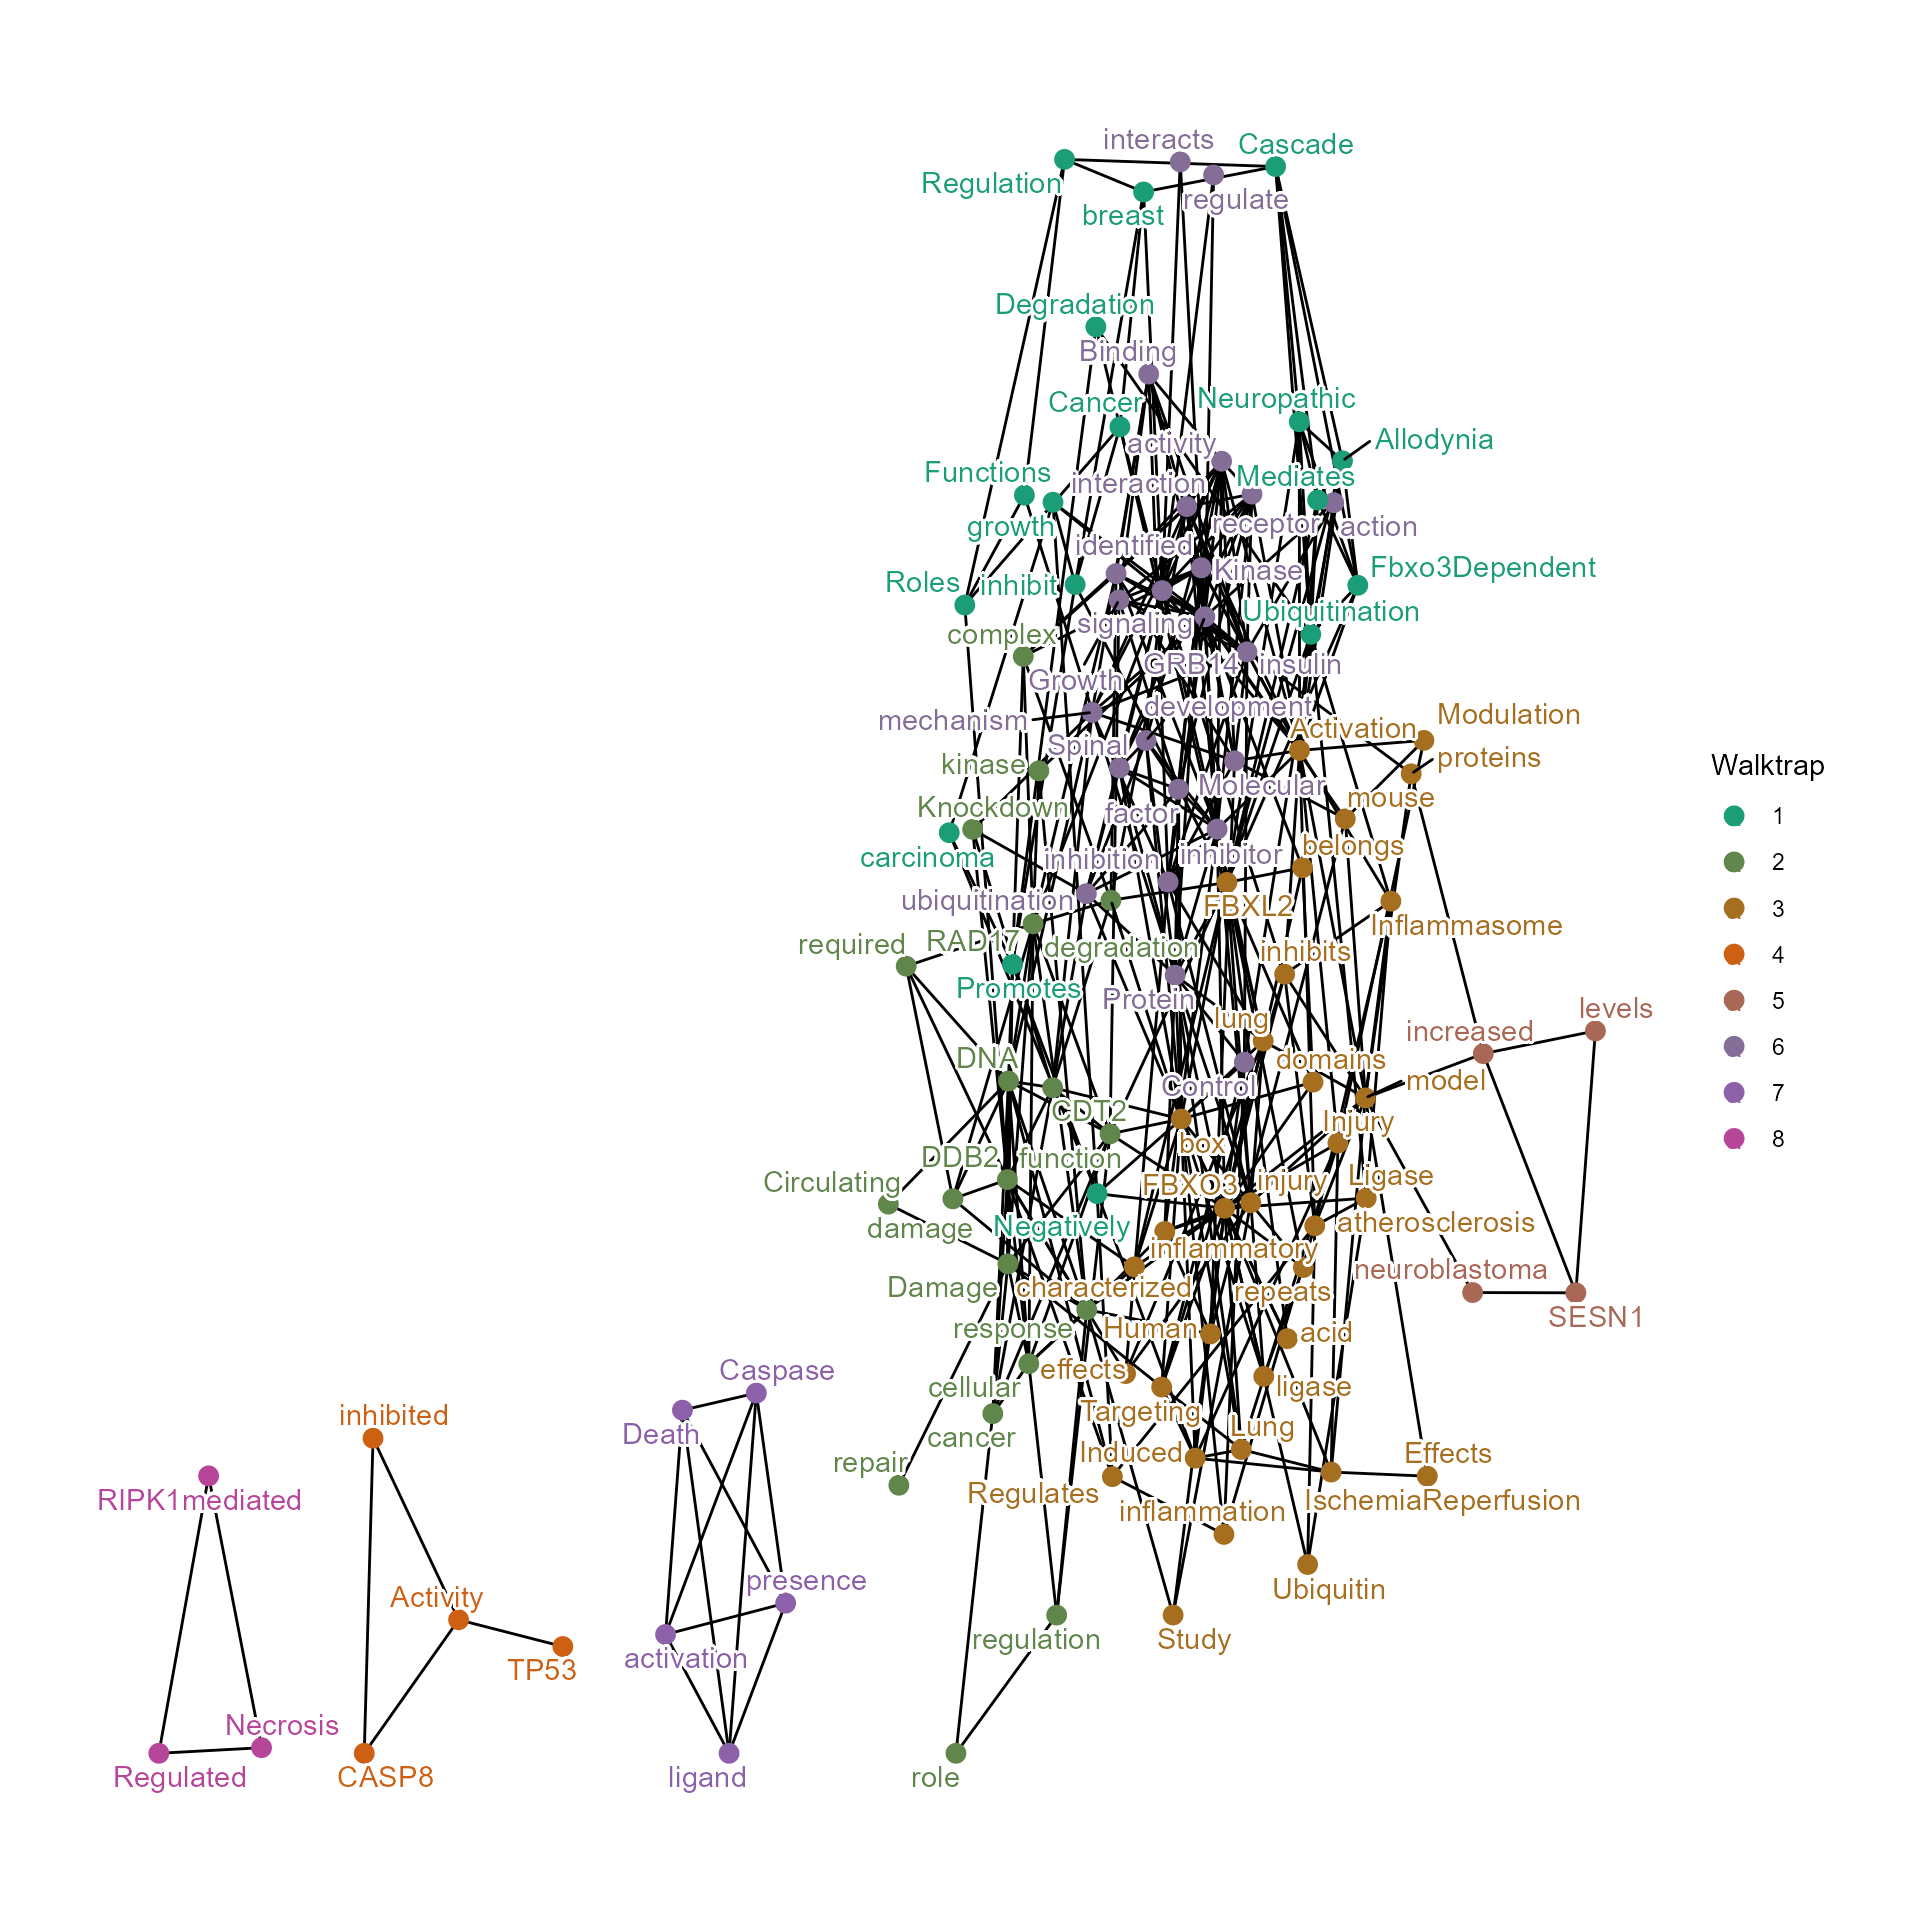 interacts
Cascade
Regulation
regulate
breast
Degradation
Binding
Cancer
Neuropathic
activity
Allodynia
Functions
interaction
Mediates
growth
receptor
action
identified
Kinase
Fbxo3Dependent
Roles
inhibit
Ubiquitination
signaling
complex
GRB14
insulin
Growth
development
Modulation
mechanism
Activation
Spinal
proteins
kinase
Molecular
mouse
Knockdown
factor
belongs
carcinoma
inhibition
inhibitor
ubiquitination
FBXL2
Inflammasome
required
RAD17
degradation
inhibits
Promotes
Protein
lung
levels
increased
DNA
domains
Control
model
CDT2
Injury
box
DDB2
function
Circulating
FBXO3
injury
Ligase
damage
Negatively
atherosclerosis
inflammatory
neuroblastoma
Damage
characterized
repeats
SESN1
response
Human
acid
Caspase
effects
cellular
ligase
inhibited
Death
Targeting
Lung
cancer
Induced
Effects
repair
RIPK1mediated
Regulates
IschemiaReperfusion
inflammation
presence
Activity
Ubiquitin
regulation
Study
activation
TP53
Necrosis
Regulated
CASP8
ligand
role
Walktrap
1
2
3
4
5
6
7
8